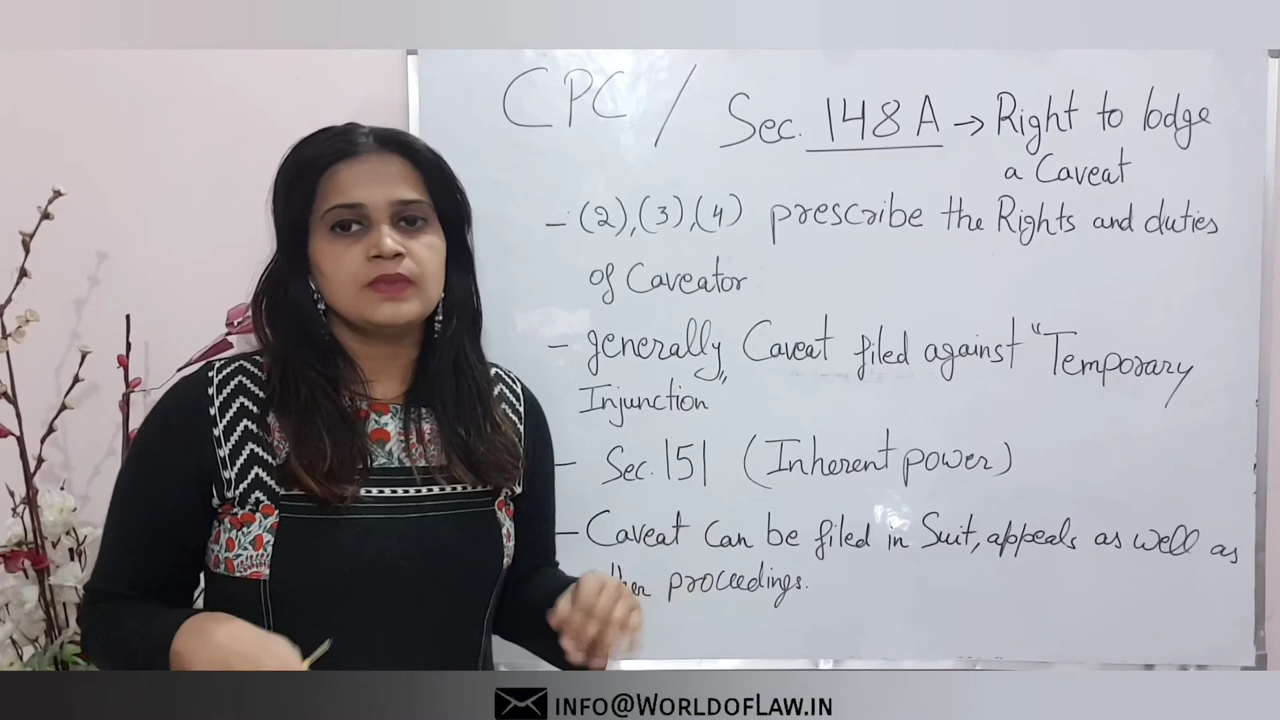 CPC / Sec. 148 A → Right to lodge
a Caveat
- (2), (3), (4) prescribe the Rights and duties
of Caveator
- generally, Caveat filed against "Temporary
Injunction"
- Sec. 151 (Inherent power)
- Caveat can be filed in Suit, appeals as well as
proceedings.
INFO@WORLDOFLAW.IN